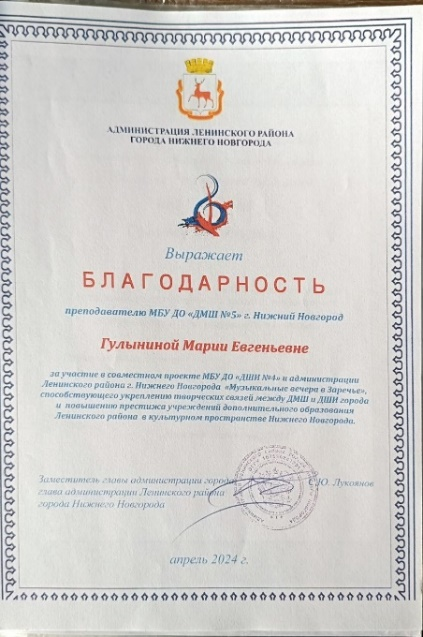 АДМИНИСТРАЦИЯ ЛЕНИНСКОГО РАЙОНА
ГОРОДА НИЖНЕГО НОВГОРОДА
Выражает
БЛАГОДАРНОСТЬ
преподавателю МБУ ДО «ДМШ №5» г. Нижний Новгород
Гулыниной Марии Евгеньевне
за участие в совместном проекте МБУ ДО «ДШИ №4» и администрации
Ленинского района г. Нижнего Новгорода «Музыкальные вечера в Заречье»,
способствующего укреплению творческих связей между ДМШ и ДШИ города
и повышению престижа учреждений дополнительного образования
Ленинского района в культурном пространстве Нижнего Новгорода.
Заместитель главы администрации города,
глава администрации Ленинского района
города Нижнего Новгорода
С.Ю. Лукоянов
апрель 2024 г.